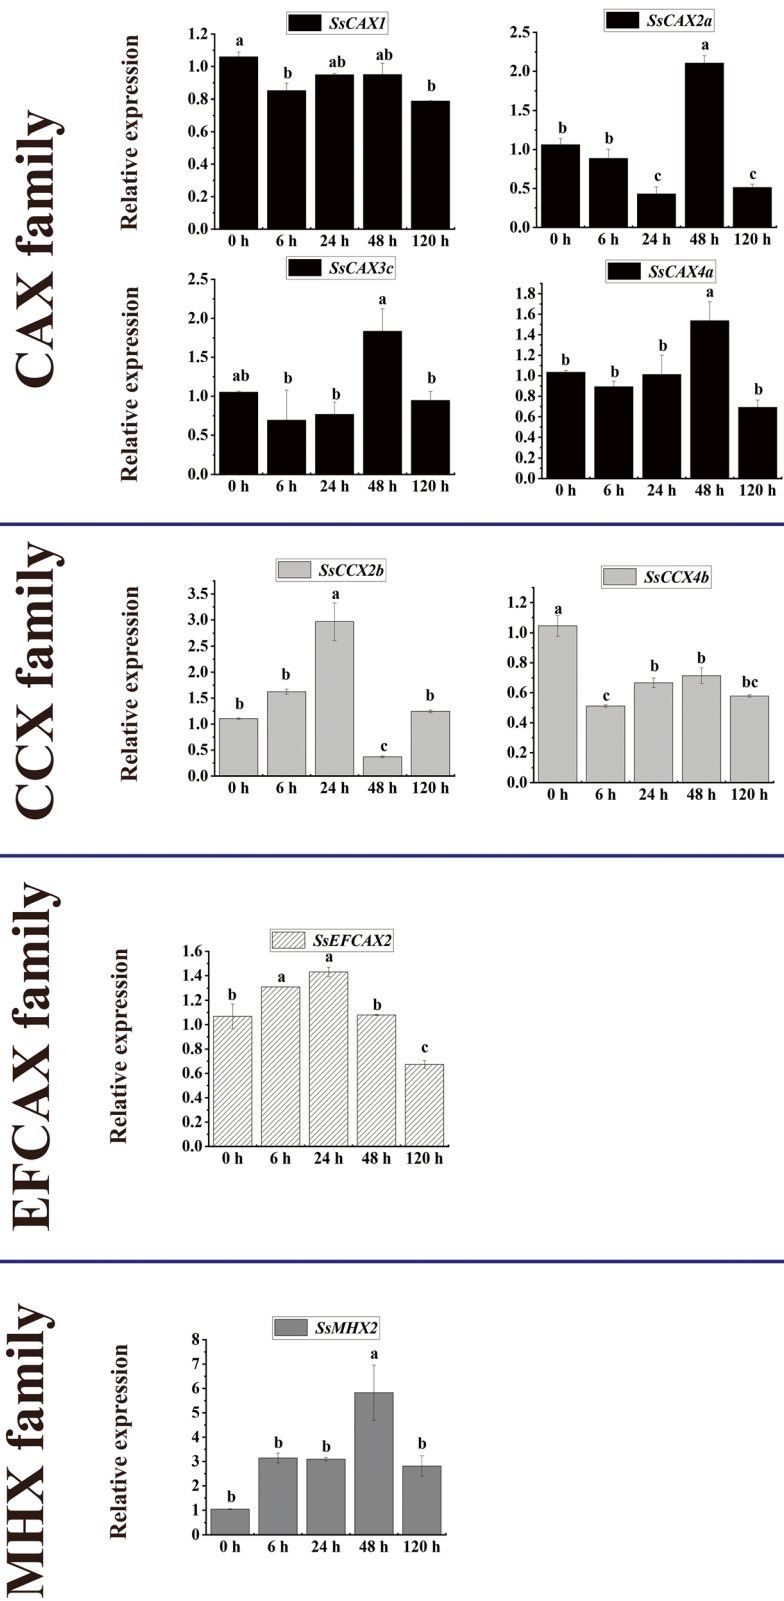 CAX family
Relative expression
SsCAX1
1.2
1.0
0.8
0.6
0.4
0.2
0.0
a
b
ab
ab
b
0 h 6 h 24 h 48 h 120 h
SsCAX2a
2.5
2.0
1.5
1.0
0.5
0.0
b
b
c
a
c
0 h 6 h 24 h 48 h 120 h
Relative expression
SsCAX3c
2.5
2.0
1.5
1.0
0.5
0.0
ab
b
b
a
b
0 h 6 h 24 h 48 h 120 h
SsCAX4a
1.8
1.6
1.4
1.2
1.0
0.8
0.6
0.4
0.2
0.0
b
b
b
a
b
0 h 6 h 24 h 48 h 120 h
CCX family
Relative expression
SsCCX2b
3.5
3.0
2.5
2.0
1.5
1.0
0.5
0.0
b
b
a
c
b
0 h 6 h 24 h 48 h 120 h
SsCCX4b
1.2
1.0
0.8
0.6
0.4
0.2
0.0
a
c
b
b
bc
0 h 6 h 24 h 48 h 120 h
EFCAX family
Relative expression
SsEFCAX2
1.6
1.4
1.2
1.0
0.8
0.6
0.4
0.2
0.0
b
a
a
b
c
0 h 6 h 24 h 48 h 120 h
MHX family
Relative expression
SsMHX2
8
7
6
5
4
3
2
1
0
b
b
b
a
b
0 h 6 h 24 h 48 h 120 h